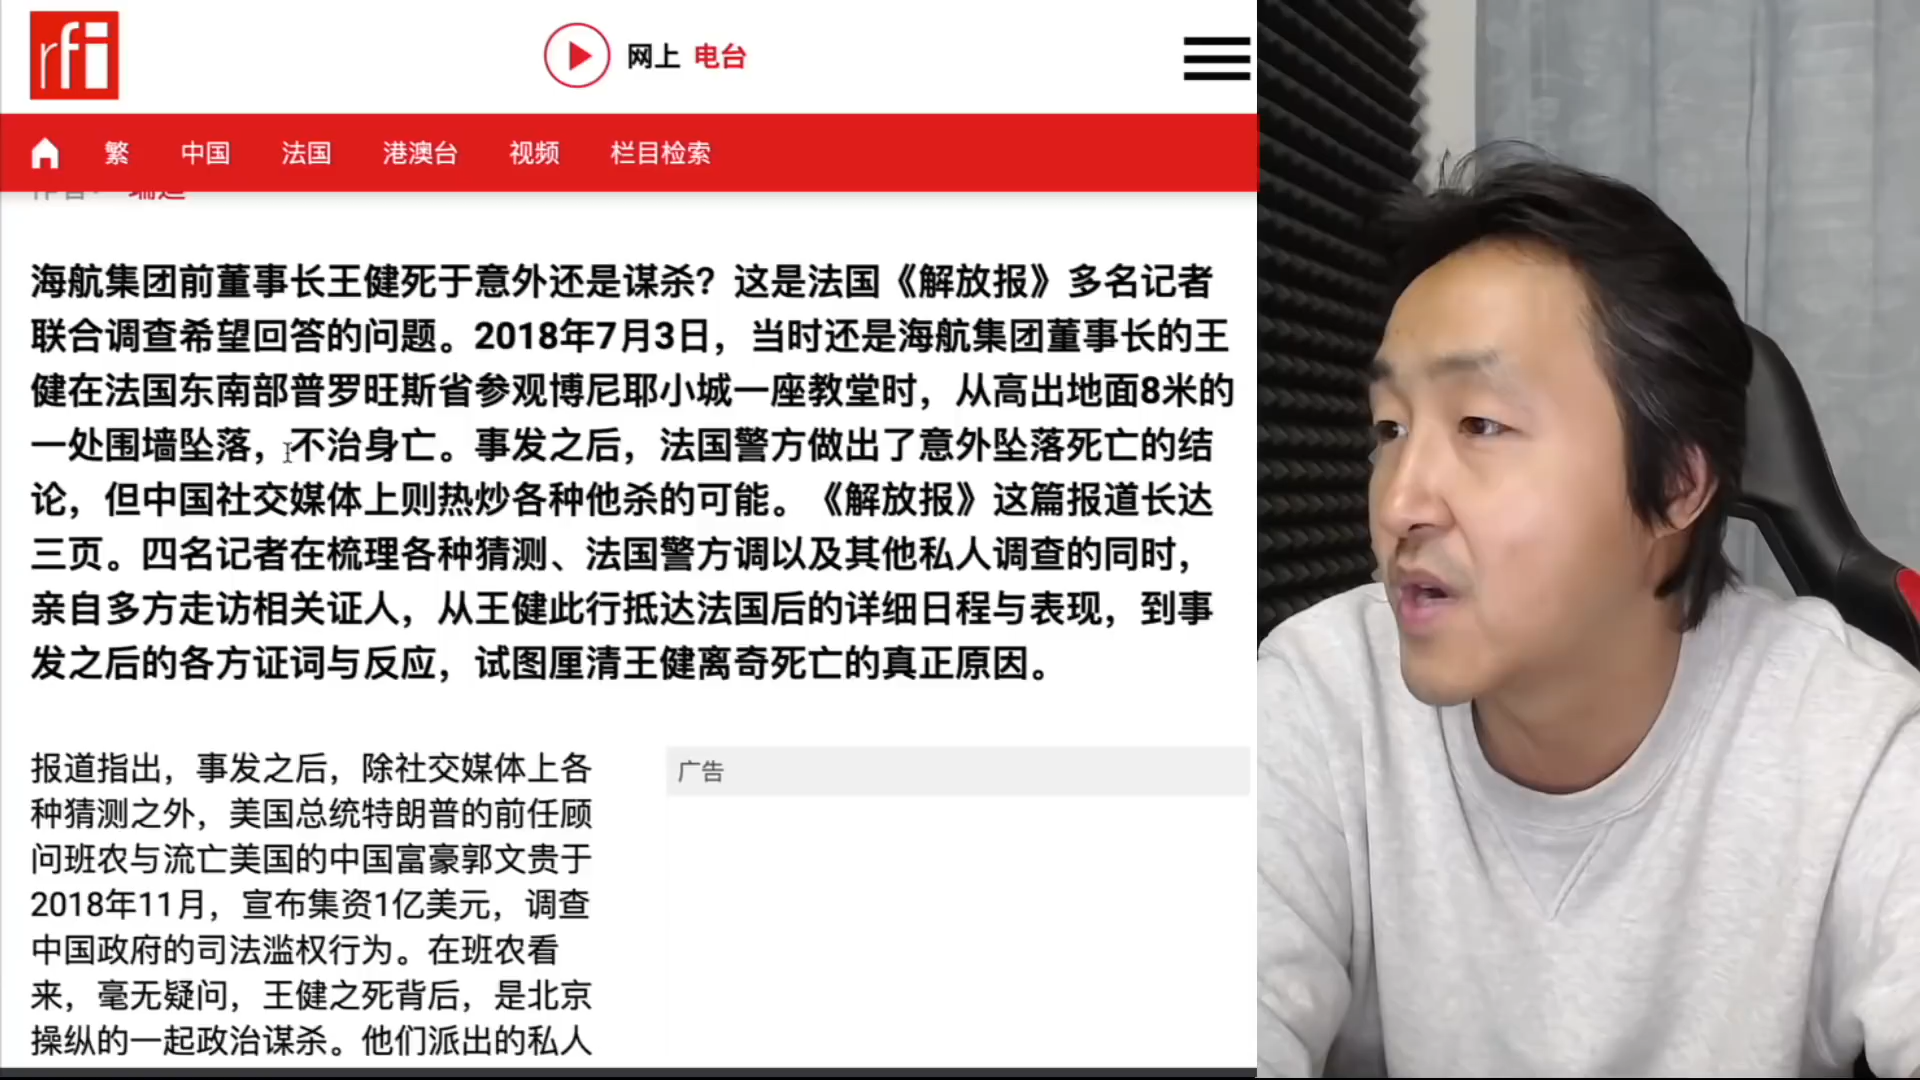 rfi
网上 电台
繁 中国 法国 港澳台 视频 栏目检索
海航集团前董事长王健死于意外还是谋杀？这是法国《解放报》多名记者
联合调查希望回答的问题。2018年7月3日，当时还是海航集团董事长的王
健在法国东南部普罗旺斯省参观博尼耶小城一座教堂时，从高出地面8米的
一处围墙坠落，不治身亡。事发之后，法国警方做出了意外坠落死亡的结
论，但中国社交媒体上则热炒各种他杀的可能。《解放报》这篇报道长达
三页。四名记者在梳理各种猜测、法国警方调以及其他私人调查的同时，
亲自多方走访相关证人，从王健此行抵达法国后的详细日程与表现，到事
发之后的各方证词与反应，试图厘清王健离奇死亡的真正原因。
报道指出，事发之后，除社交媒体上各
种猜测之外，美国总统特朗普的前任顾
问班农与流亡美国的中国富豪郭文贵于
2018年11月，宣布集资1亿美元，调查
中国政府的司法滥权行为。在班农看
来，毫无疑问，王健之死背后，是北京
操纵的一起政治谋杀。他们派出的私人
广告